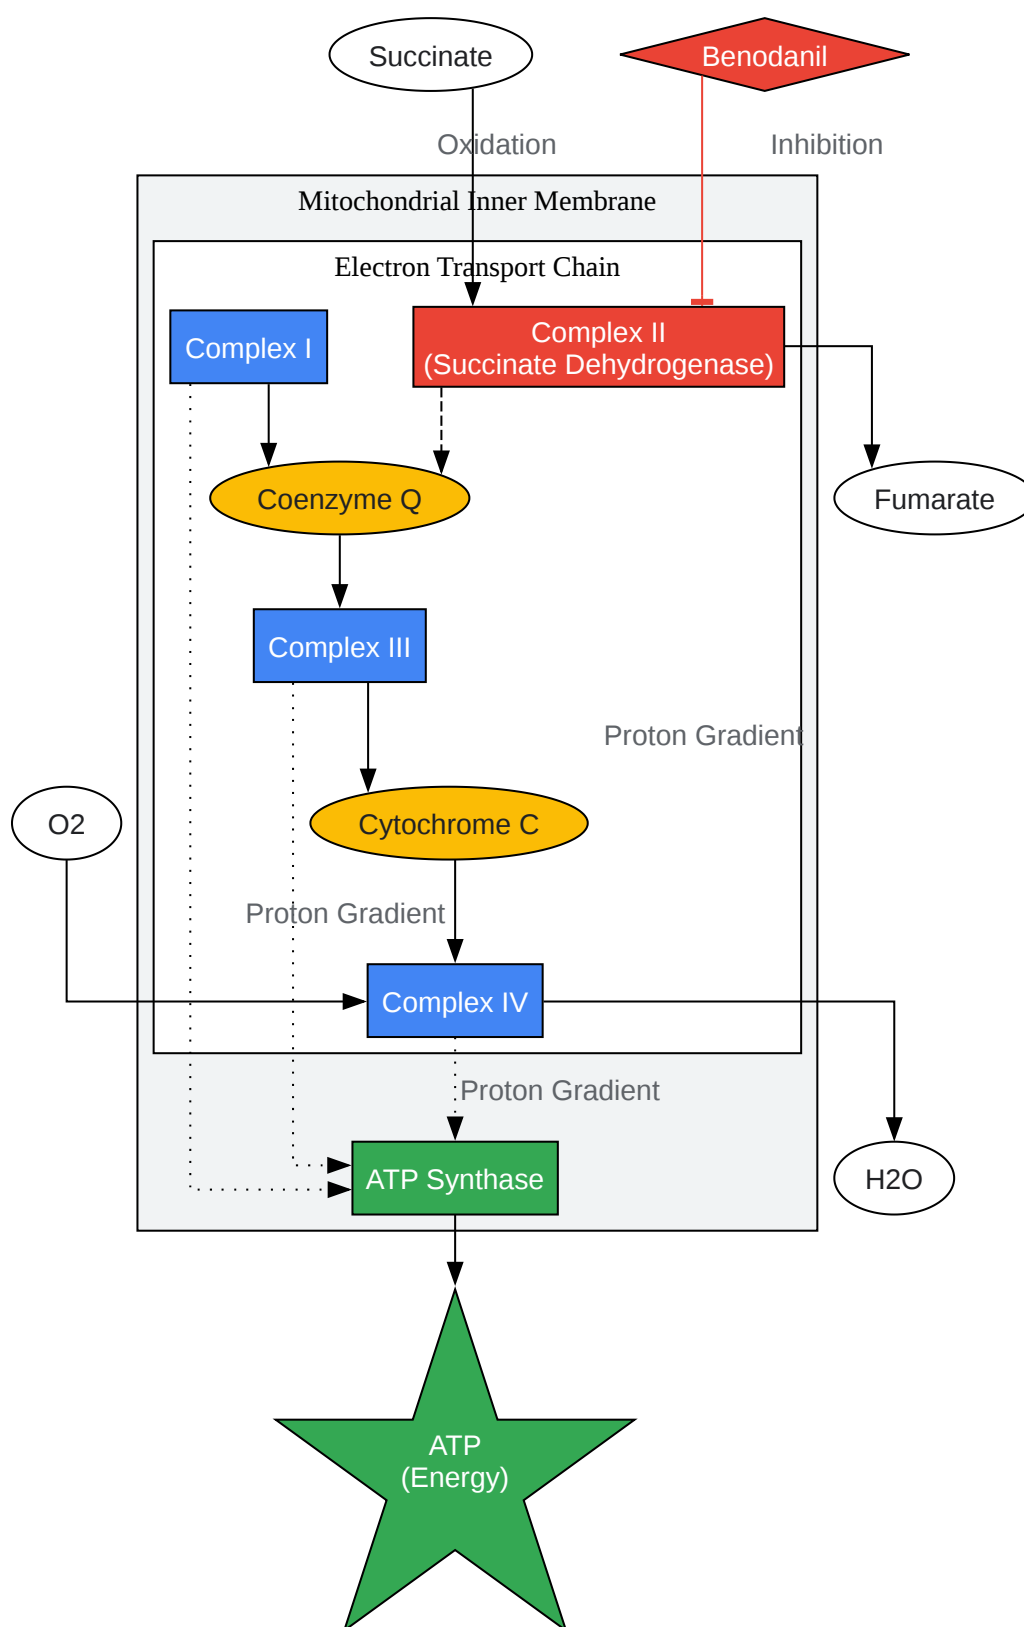 Succinate
Benodanil
Oxidation
Inhibition
Mitochondrial Inner Membrane
Electron Transport Chain
Complex I
Complex II
(Succinate Dehydrogenase)
Coenzyme Q
Fumarate
Complex III
Proton Gradient
O2
Cytochrome C
Proton Gradient
Complex IV
Proton Gradient
ATP Synthase
H2O
ATP
(Energy)